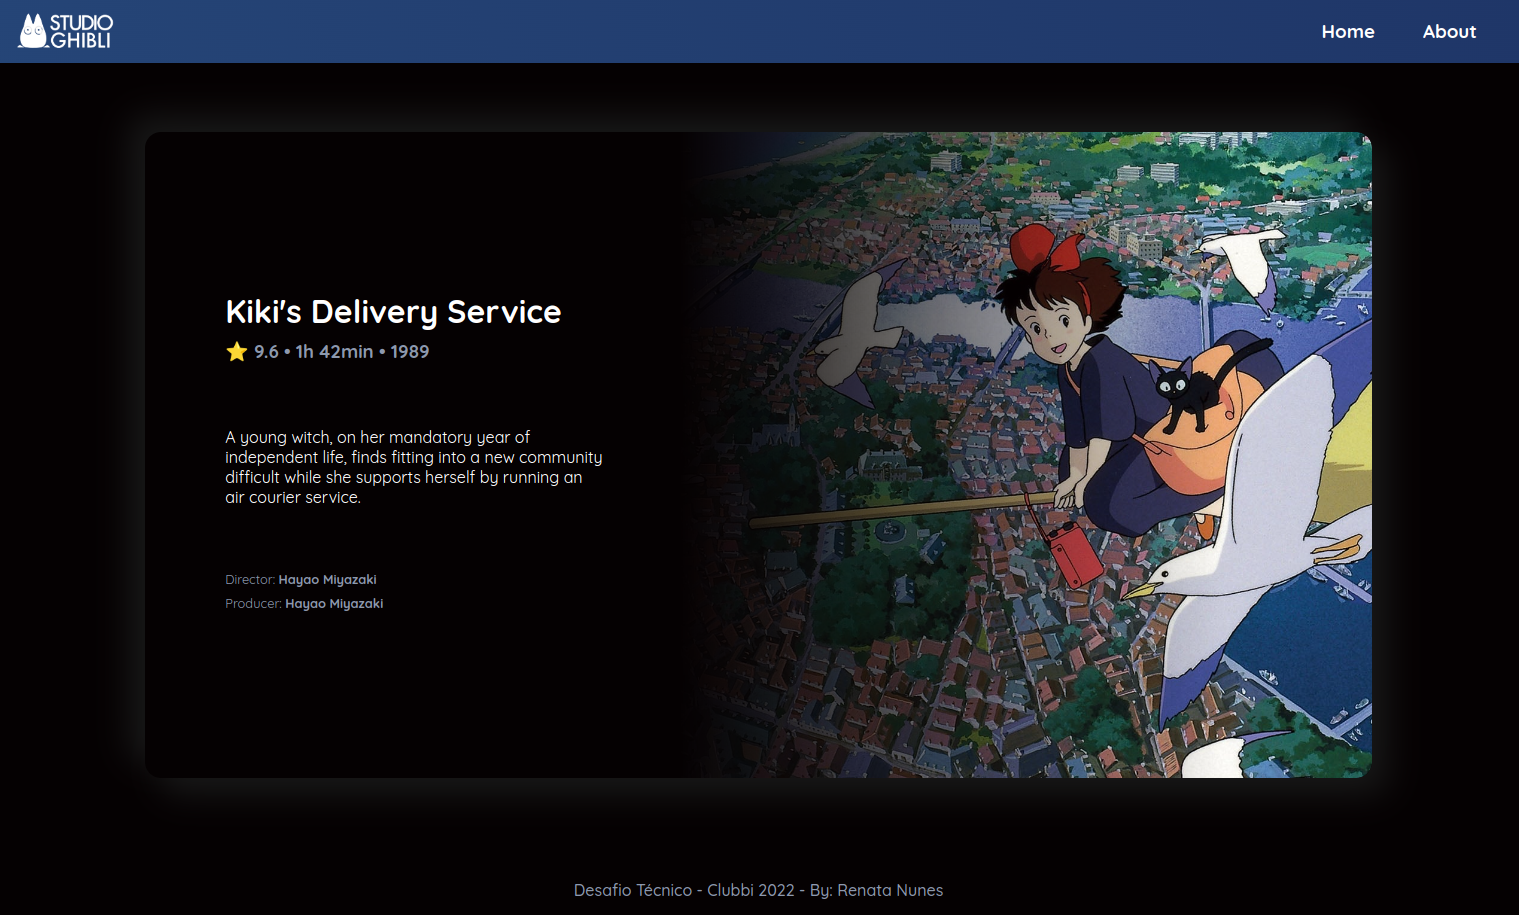 STUDIO
GHIBLI
Home About
Kiki's Delivery Service
⭐ 9.6 • 1h 42min • 1989
A young witch, on her mandatory year of
independent life, finds fitting into a new community
difficult while she supports herself by running an
air courier service.
Director: Hayao Miyazaki
Producer: Hayao Miyazaki
Desafio Técnico - Clubbi 2022 - By: Renata Nunes